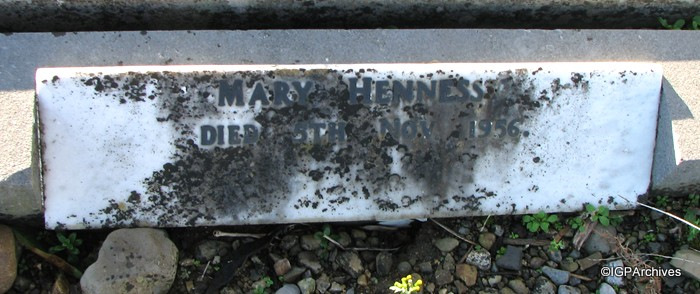 MARY HENNESSY
DIED 5TH NOV. 1956.
©IGPArchives